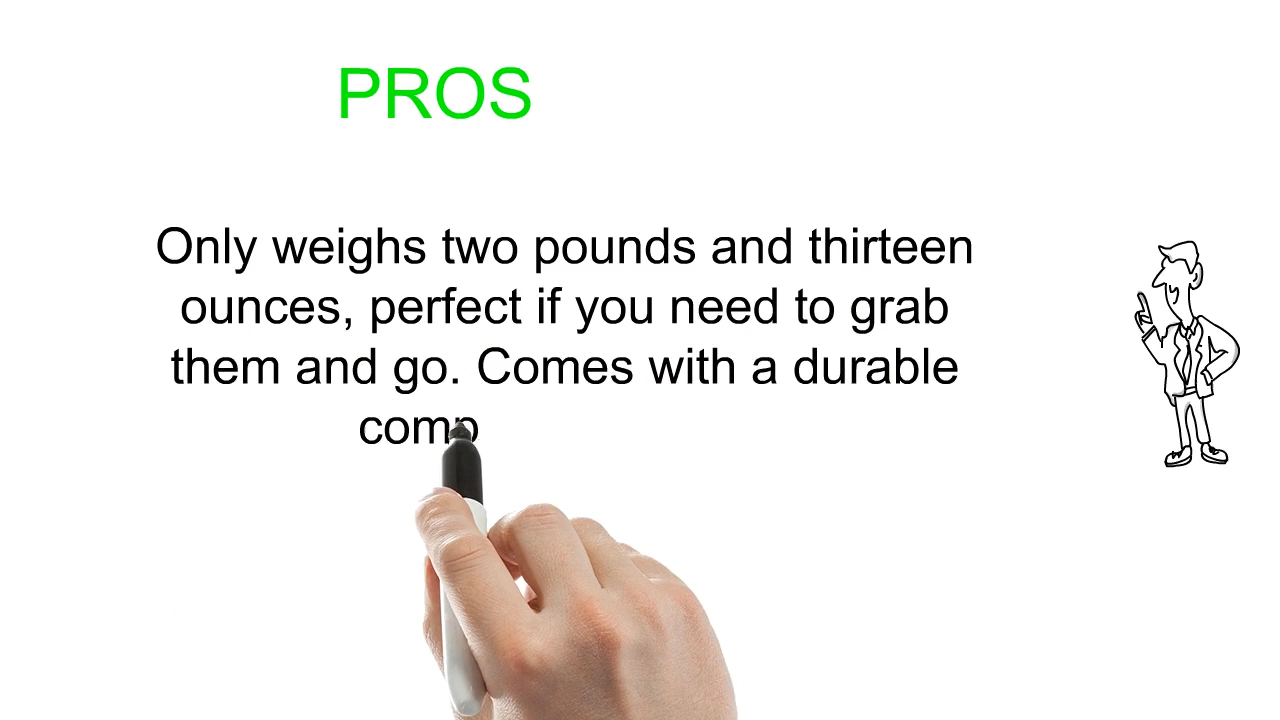 PROS
Only weighs two pounds and thirteen
ounces, perfect if you need to grab
them and go. Comes with a durable
comp